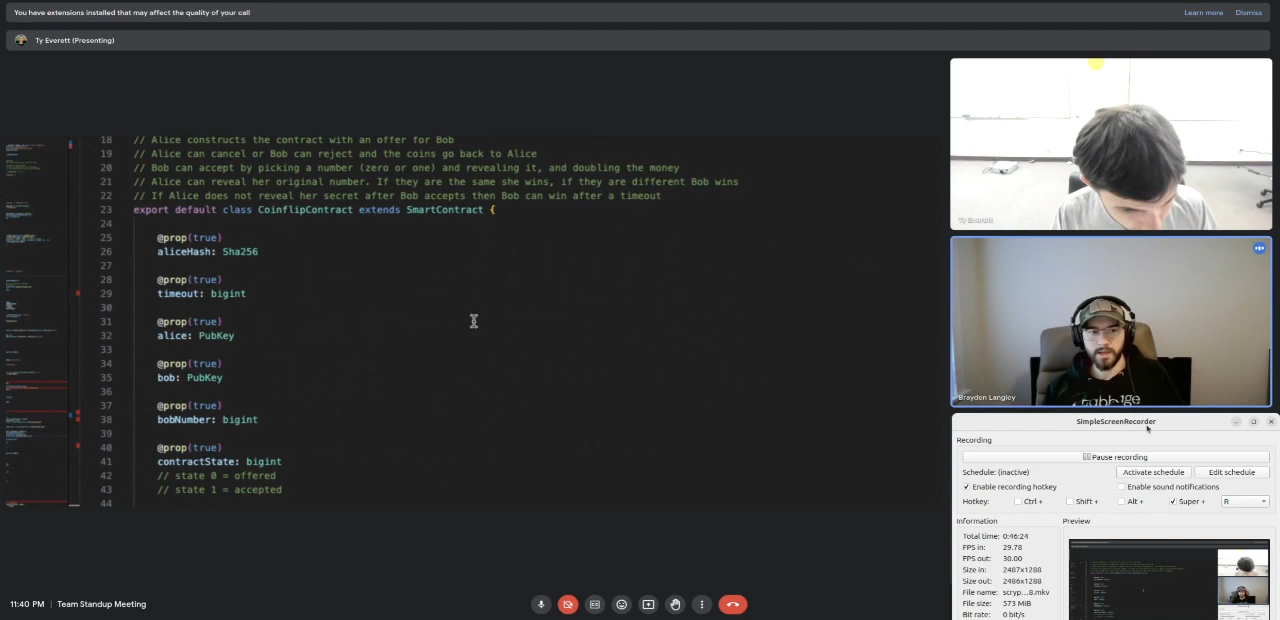 You have extensions installed that may affect the quality of your call
Learn more
Dismiss
Ty Everett (Presenting)
18 // Alice constructs the contract with an offer for Bob
19 // Alice can cancel or Bob can reject and the coins go back to Alice
20 // Bob can accept by picking a number (zero or one) and revealing it, and doubling the money
21 // Alice can reveal her original number. If they are the same she wins, if they are different Bob wins
22 // If Alice does not reveal her secret after Bob accepts then Bob can win after a timeout
23 export default class CoinflipContract extends SmartContract {
24
25 @prop(true)
26 aliceHash: Sha256
27
28 @prop(true)
29 timeout: bigint
30
31 @prop(true)
32 alice: PubKey
33
34 @prop(true)
35 bob: PubKey
36
37 @prop(true)
38 bobNumber: bigint
39
40 @prop(true)
41 contractState: bigint
42 // state 0 = offered
43 // state 1 = accepted
44
Ty Everett
Brayden Langley
SimpleScreenRecorder
Recording
Pause recording
Schedule: (inactive)
Activate schedule
Edit schedule
Enable recording hotkey
Enable sound notifications
Hotkey:
Ctrl +
Shift +
Alt +
Super +
R
Information
Preview
Total time: 0:46:24
FPS in: 29.78
FPS out: 30.00
Size in: 2487x1288
Size out: 2486x1288
File name: scryp...8.mkv
File size: 573 MiB
Bit rate: 0 bit/s
11:40 PM | Team Standup Meeting